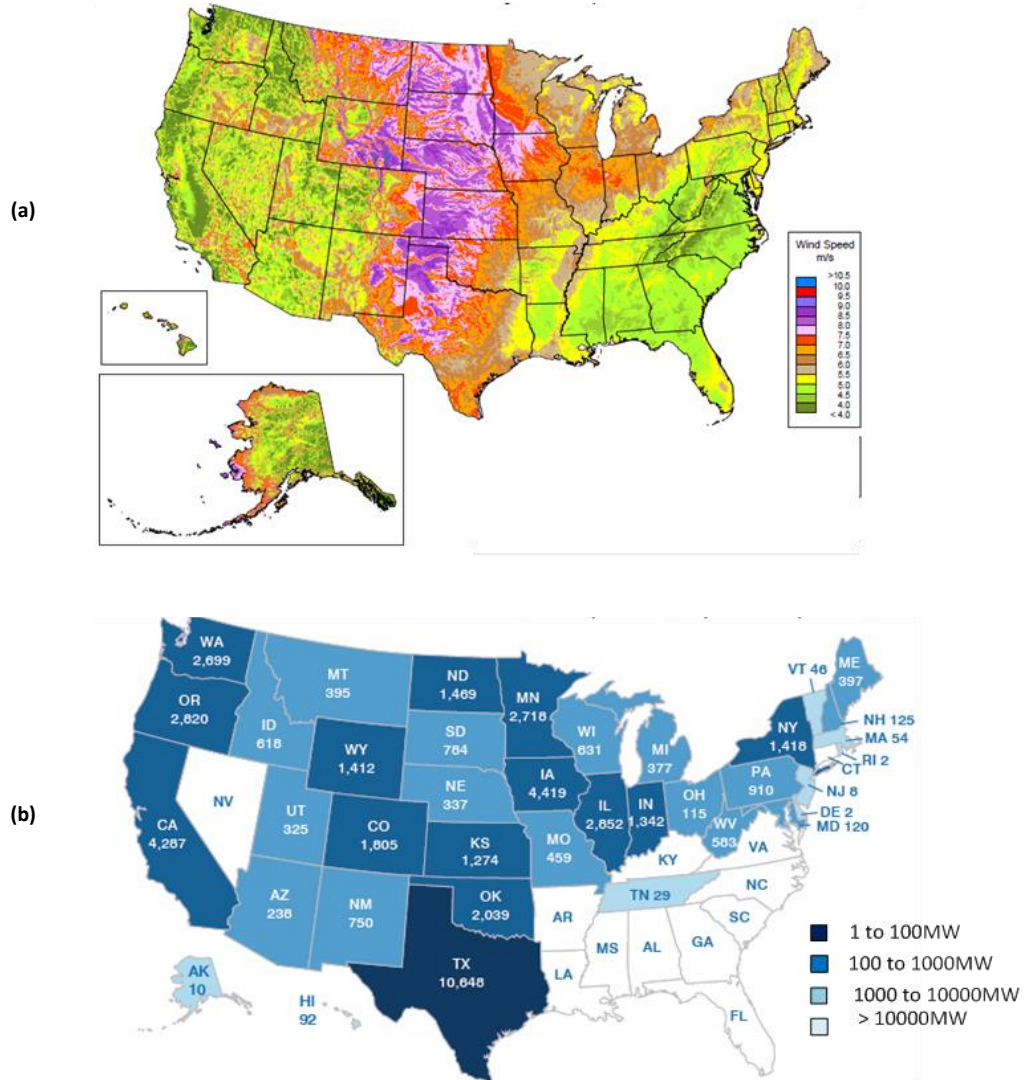 (a)
Wind Speed
m/s
>10.5
10.0
9.5
9.0
8.5
8.0
7.5
7.0
6.5
6.0
5.5
5.0
4.5
4.0
< 4.0
(b)
WA
2,699
OR
2,820
CA
4,287
NV
ID
618
MT
395
WY
1,412
UT
325
AZ
238
CO
1,805
NM
750
ND
1,469
SD
784
NE
337
KS
1,274
OK
2,039
TX
10,648
MN
2,718
IA
4,419
MO
459
AR
LA
WI
631
IL
2,852
MI
377
IN
1,342
OH
115
KY
TN 29
MS
AL
GA
FL
SC
NC
VA
WV
583
PA
910
NY
1,418
VT 46
ME
397
NH 125
MA 54
RI 2
CT
NJ 8
DE 2
MD 120
AK
10
HI
92
1 to 100MW
100 to 1000MW
1000 to 10000MW
> 10000MW